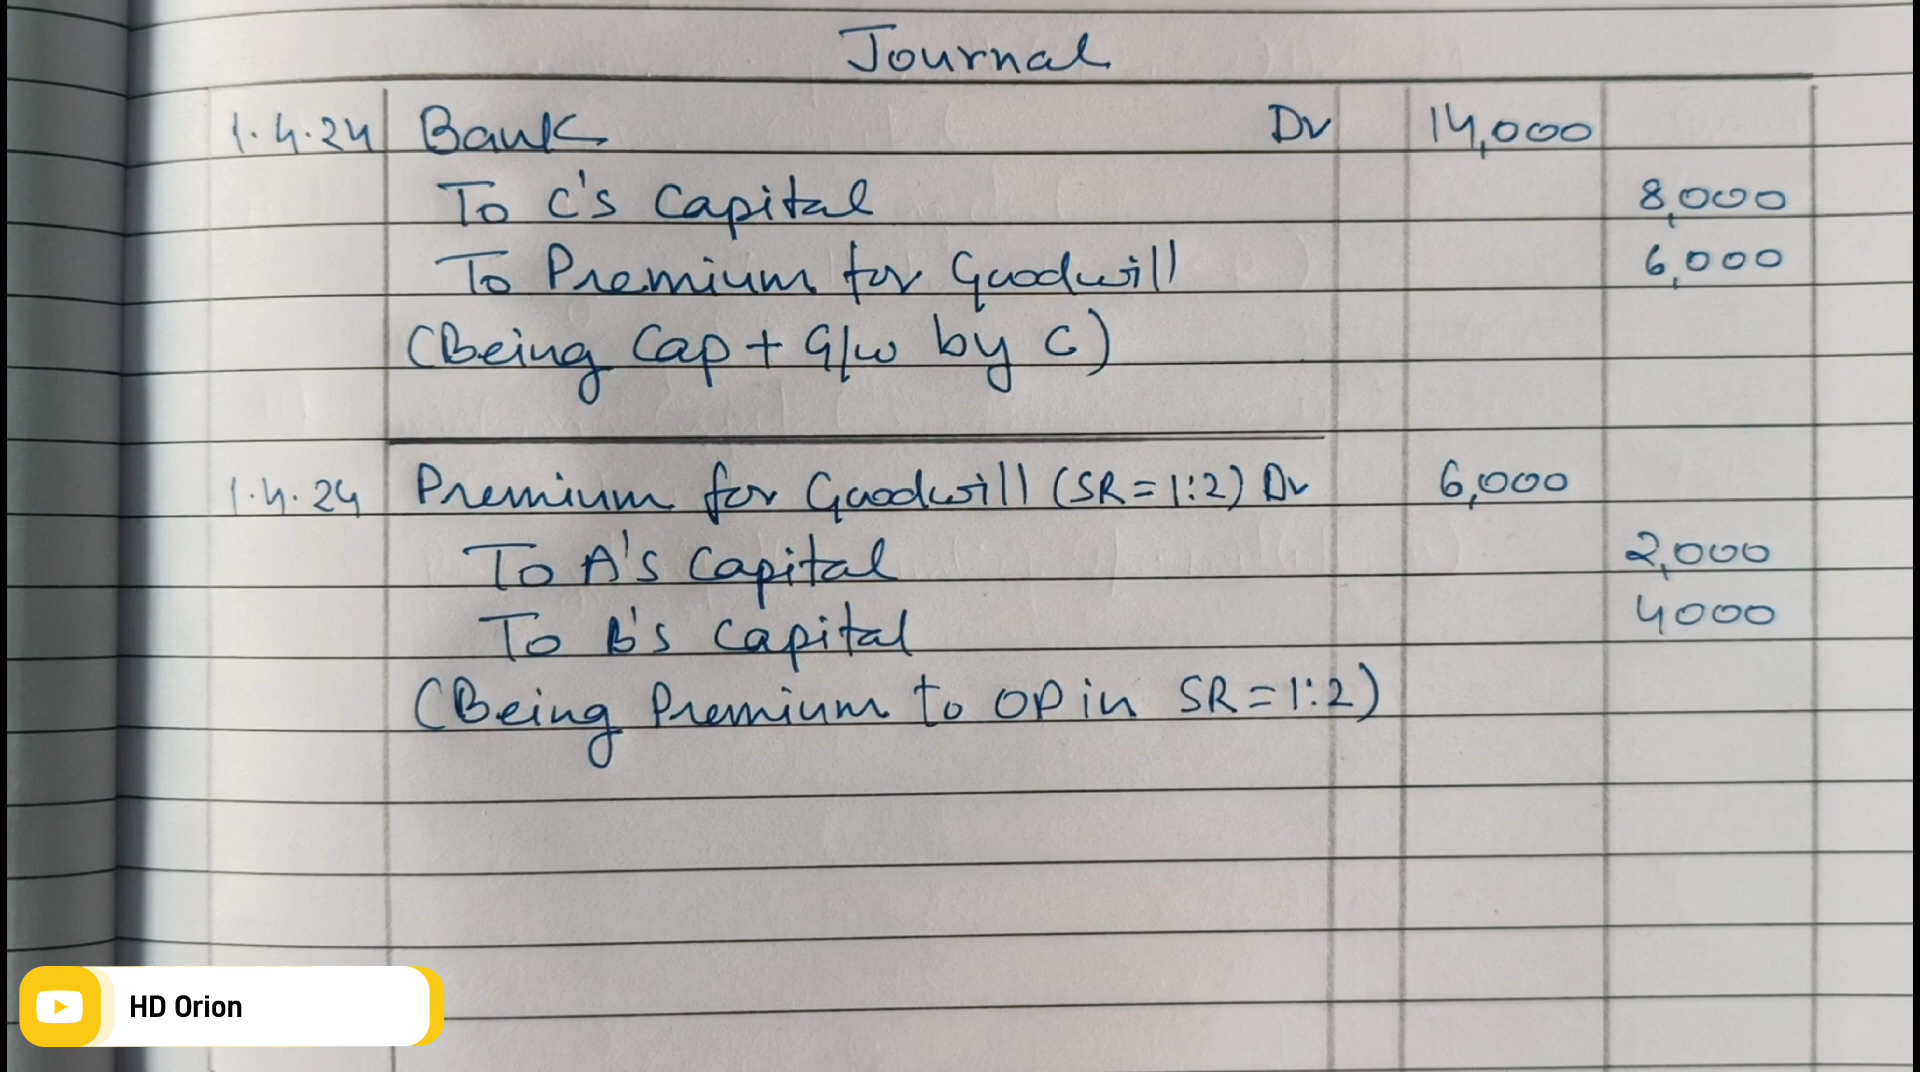 Journal
1.4.24 Bank Dr 14,000
To C's Capital 8,000
To Premium for Goodwill 6,000
(Being Cap + G/w by C)
1.4.24 Premium for Goodwill (SR = 1:2) Dr 6,000
To A's Capital 2,000
To B's Capital 4000
(Being Premium to OP in SR = 1:2)
HD Orion